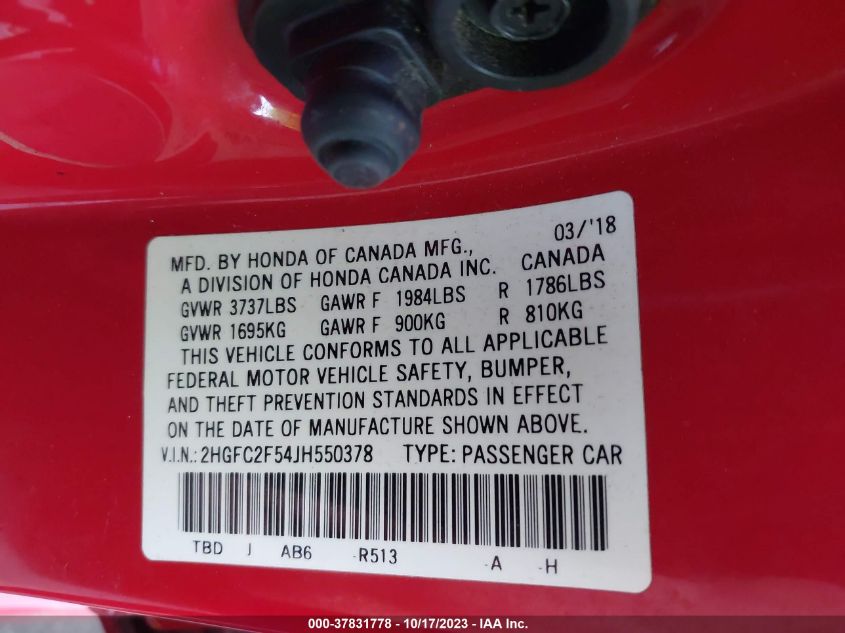 MFD. BY HONDA OF CANADA MFG., 03/'18
A DIVISION OF HONDA CANADA INC. CANADA
GVWR 3737LBS GAWR F 1984LBS R 1786LBS
GVWR 1695KG GAWR F 900KG R 810KG
THIS VEHICLE CONFORMS TO ALL APPLICABLE
FEDERAL MOTOR VEHICLE SAFETY, BUMPER,
AND THEFT PREVENTION STANDARDS IN EFFECT
ON THE DATE OF MANUFACTURE SHOWN ABOVE.
V.I.N.: 2HGFC2F54JH550378 TYPE: PASSENGER CAR
TBD J AB6 -R513 -A -H
000-37831778 - 10/17/2023 - IAA Inc.